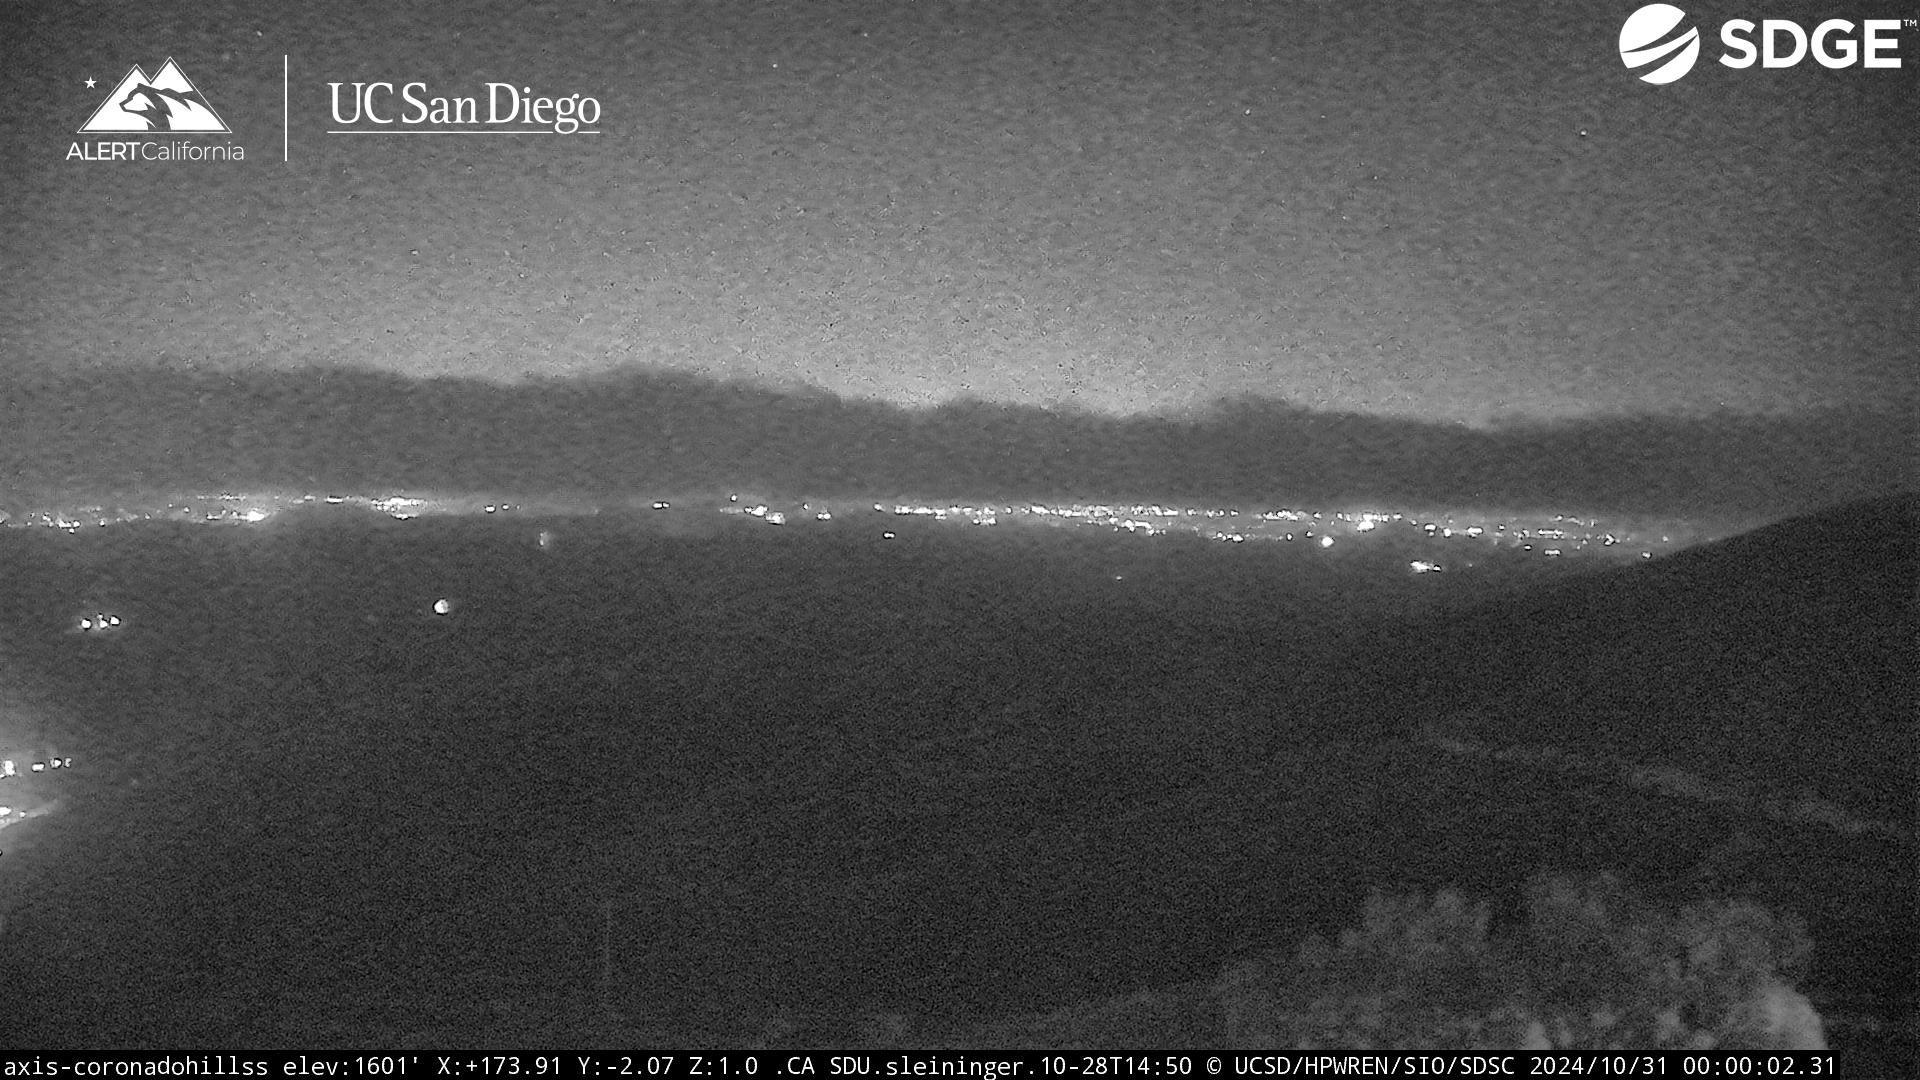 SDGE™
UC San Diego
ALERTCalifornia
axis-coronadohillss elev:1601' X:+173.91 Y:-2.07 Z:1.0 .CA SDU.sleininger.10-28T14:50 © UCSD/HPWREN/SIO/SDSC 2024/10/31 00:00:02.31